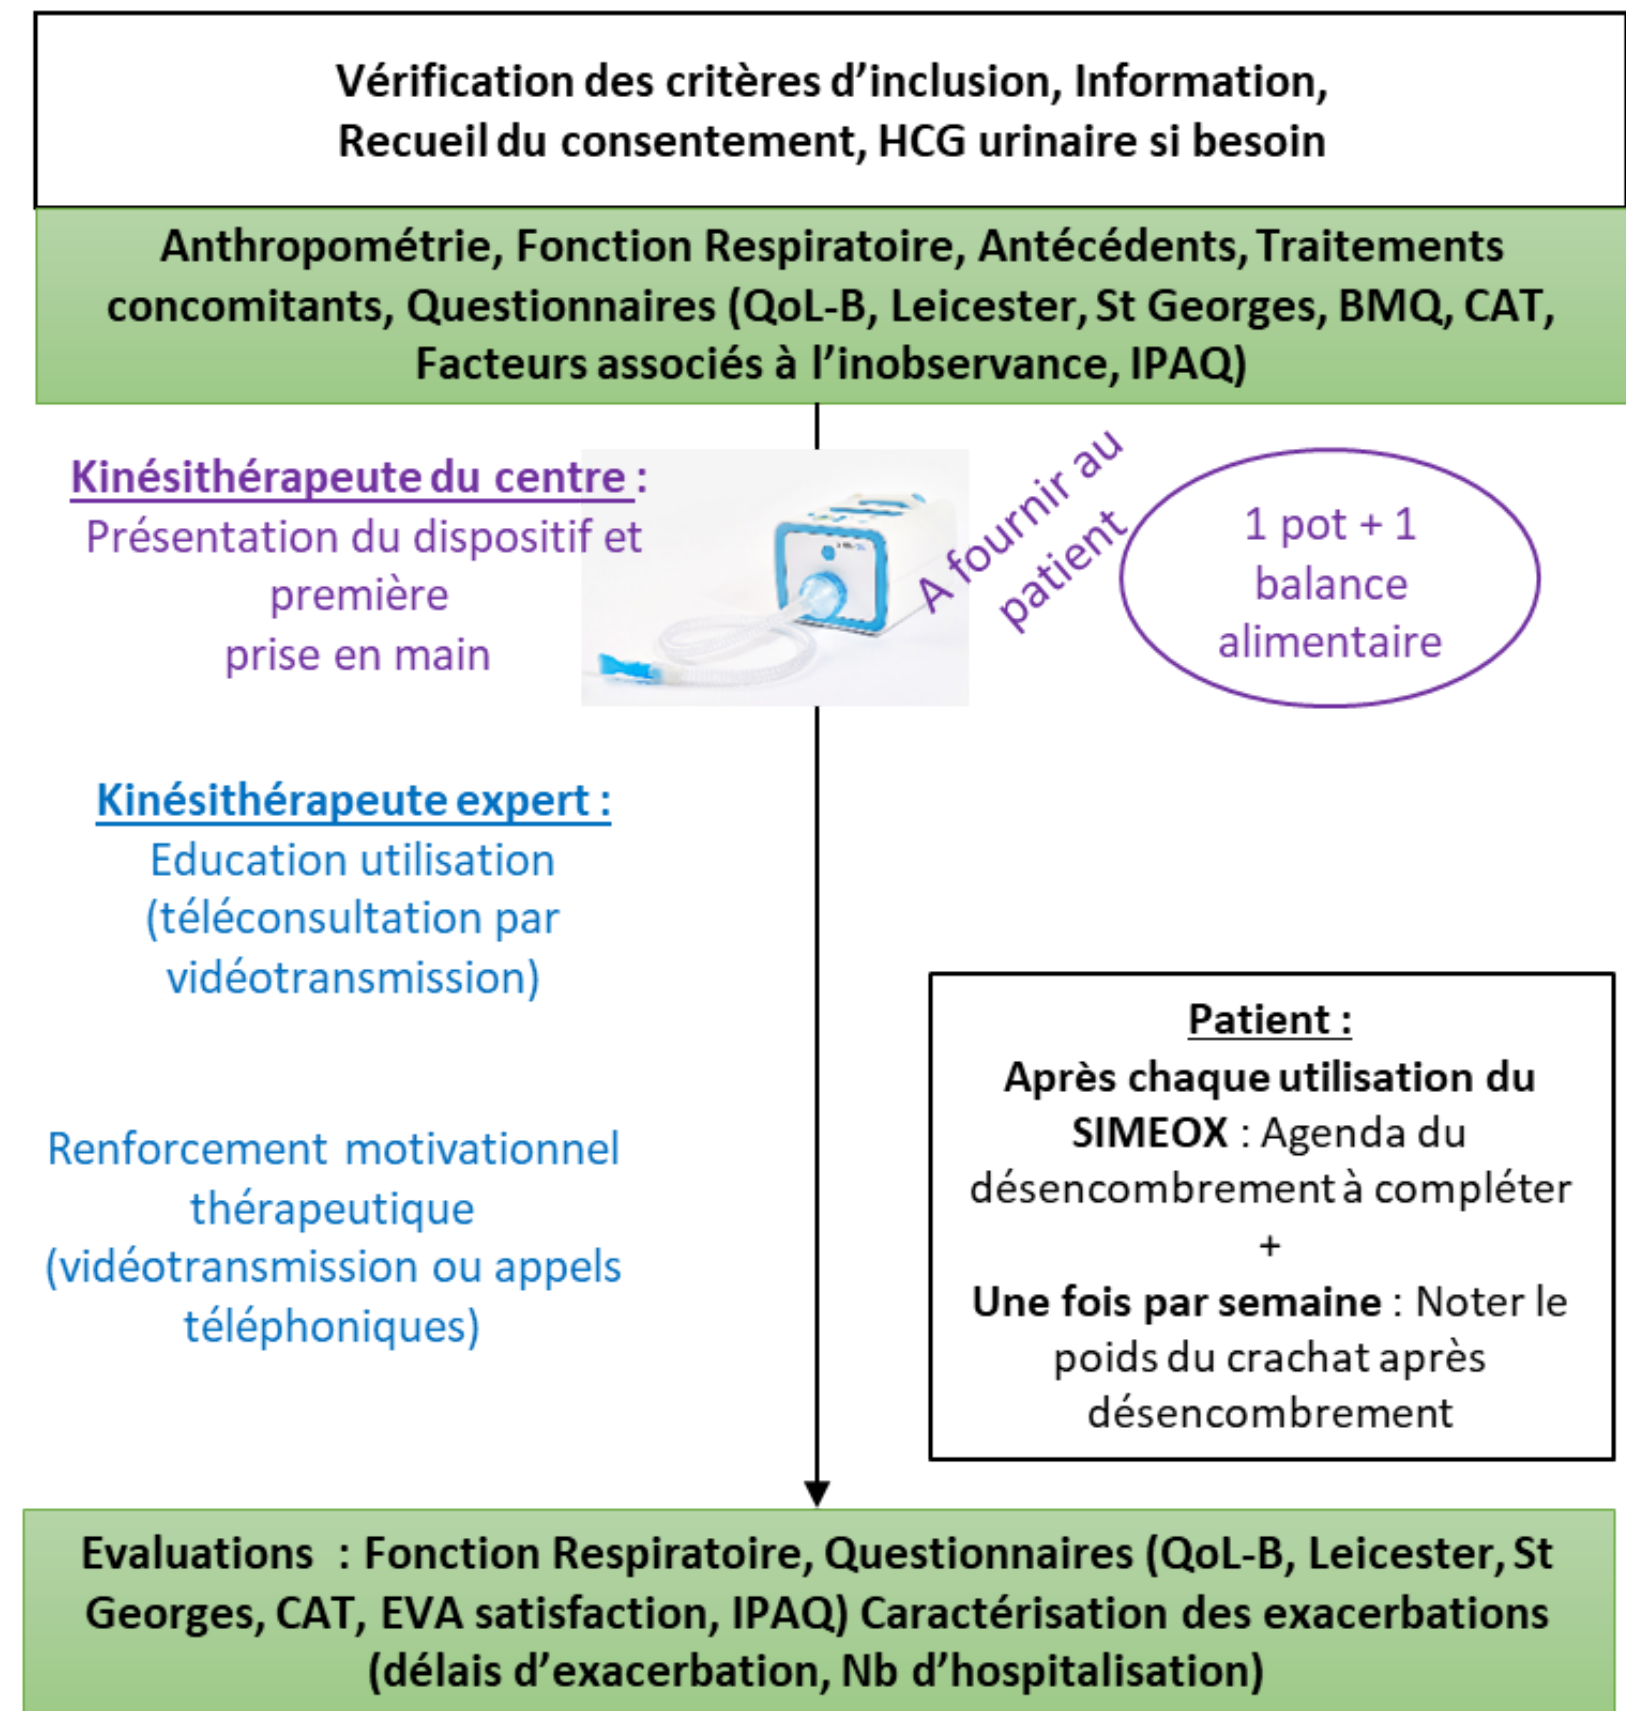 Vérification des critères d’inclusion, Information,
Recueil du consentement, HCG urinaire si besoin
Anthropométrie, Fonction Respiratoire, Antécédents, Traitements
concomitants, Questionnaires (QoL-B, Leicester, St Georges, BMQ, CAT,
Facteurs associés à l’inobservance, IPAQ)
Kinésithérapeute du centre :
Présentation du dispositif et
première
prise en main
A fournir au
patient
1 pot + 1
balance
alimentaire
Kinésithérapeute expert :
Education utilisation
(téléconsultation par
vidéotransmission)
Renforcement motivationnel
thérapeutique
(vidéotransmission ou appels
téléphoniques)
Patient :
Après chaque utilisation du
SIMEOX : Agenda du
désencombrement à compléter
+
Une fois par semaine : Noter le
poids du crachat après
désencombrement
Evaluations : Fonction Respiratoire, Questionnaires (QoL-B, Leicester, St
Georges, CAT, EVA satisfaction, IPAQ) Caractérisation des exacerbations
(délais d’exacerbation, Nb d’hospitalisation)